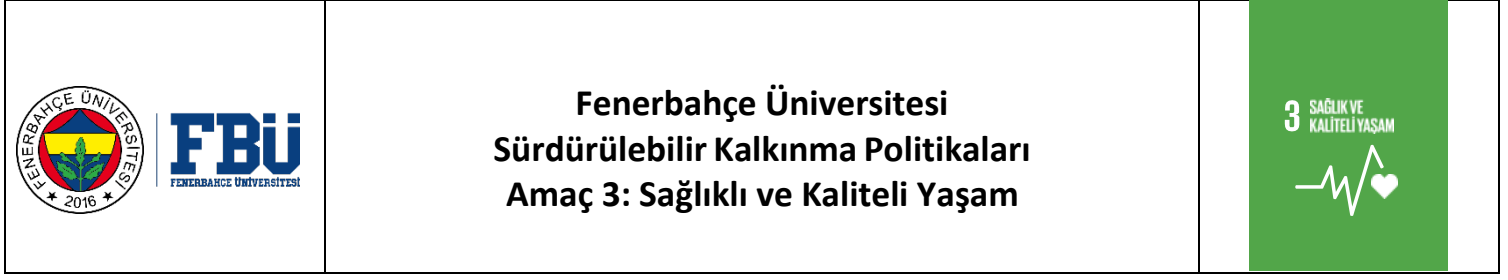 FENERBAHÇE ÜNİVERSİTESİ
★ 2016 ★
FBÜ
FENERBAHÇE ÜNİVERSİTESİ
Fenerbahçe Üniversitesi
Sürdürülebilir Kalkınma Politikaları
Amaç 3: Sağlıklı ve Kaliteli Yaşam
3 SAĞLIK VE
KALİTELİ YAŞAM